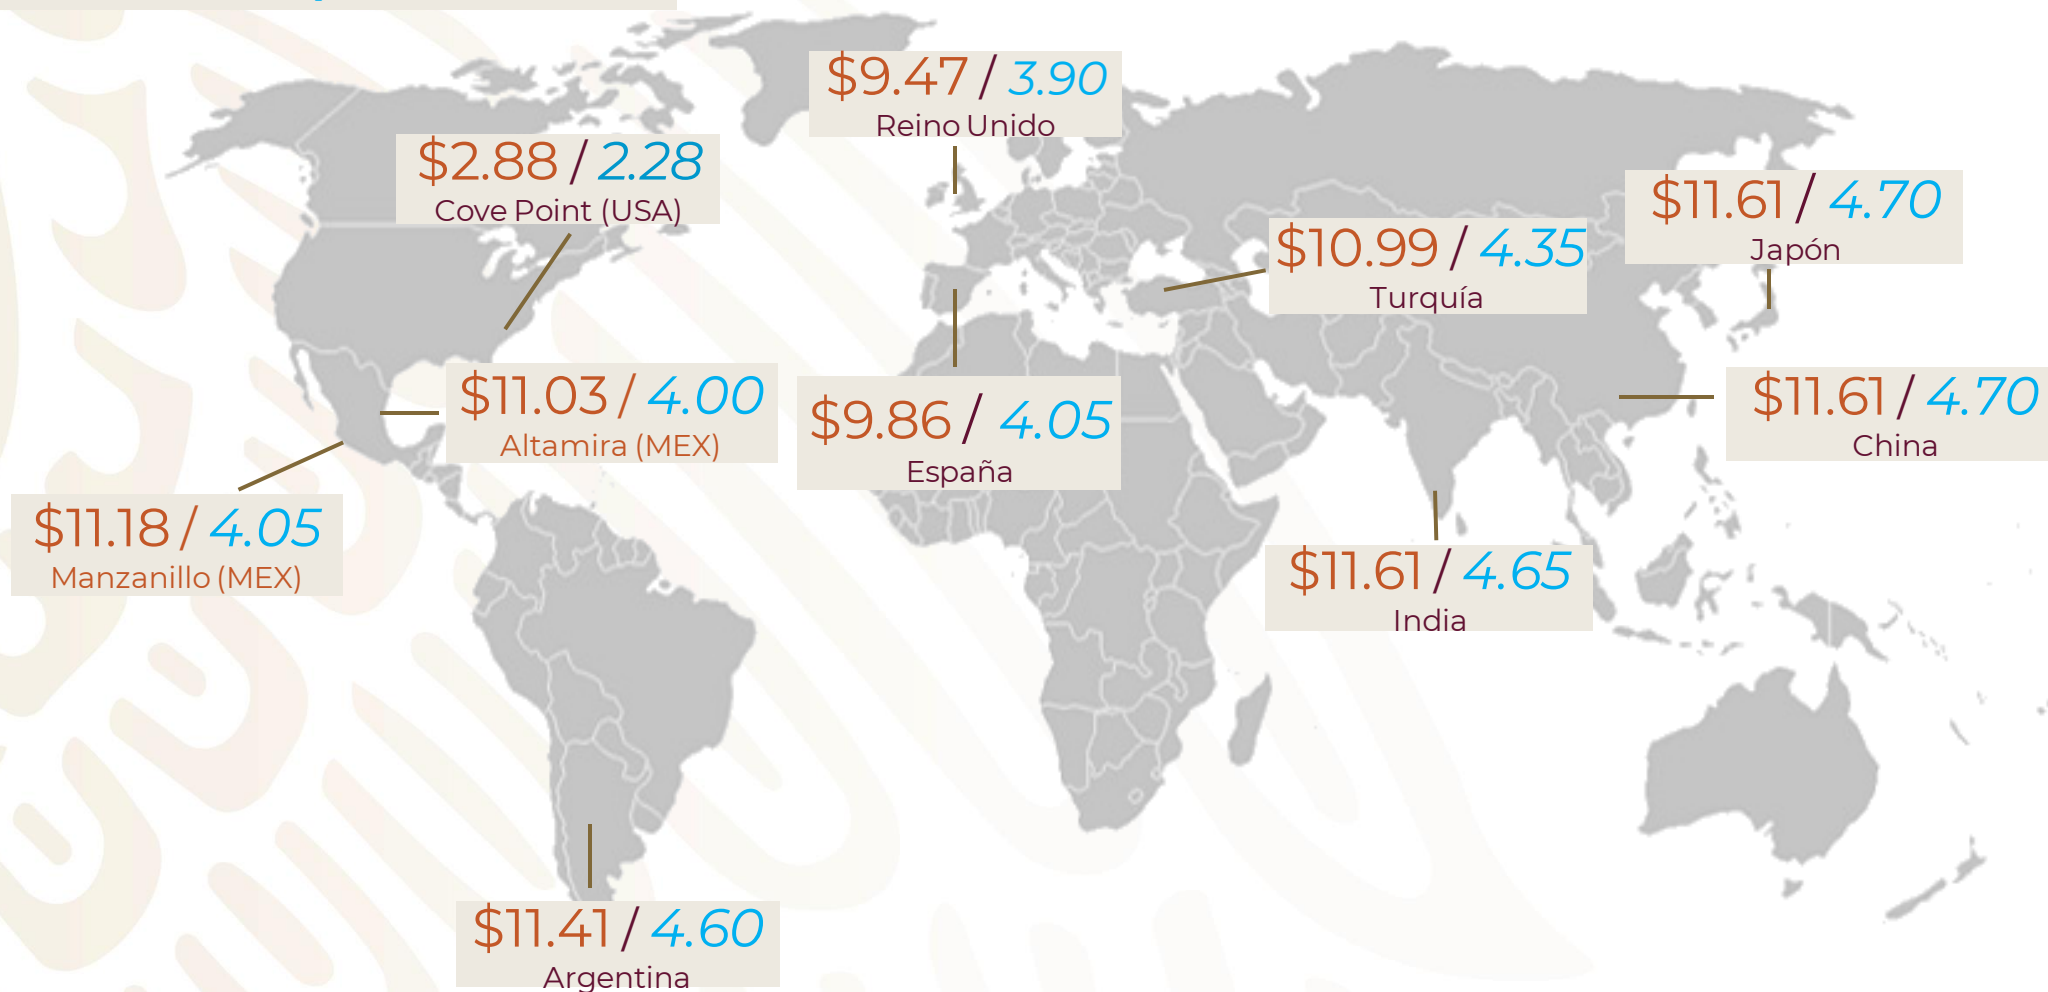 $9.47 / 3.90
Reino Unido
$2.88 / 2.28
Cove Point (USA)
$11.61 / 4.70
Japón
$10.99 / 4.35
Turquía
$11.03 / 4.00
Altamira (MEX)
$9.86 / 4.05
España
$11.61 / 4.70
China
$11.18 / 4.05
Manzanillo (MEX)
$11.61 / 4.65
India
$11.41 / 4.60
Argentina